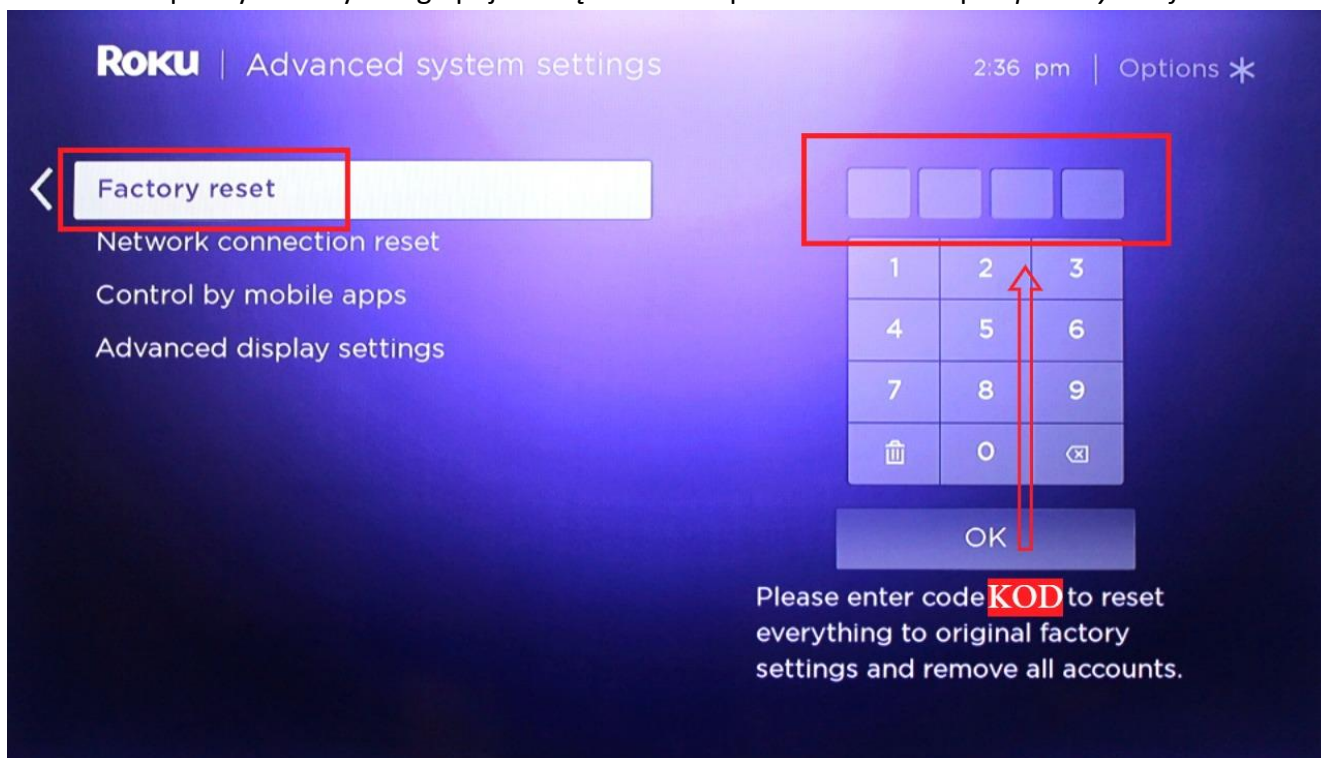 Roku | Advanced system settings
2:36 pm | Options
Factory reset
Network connection reset
Control by mobile apps
Advanced display settings
1 2 3
4 5 6
7 8 9
0
OK
Please enter code KOD to reset
everything to original factory
settings and remove all accounts.